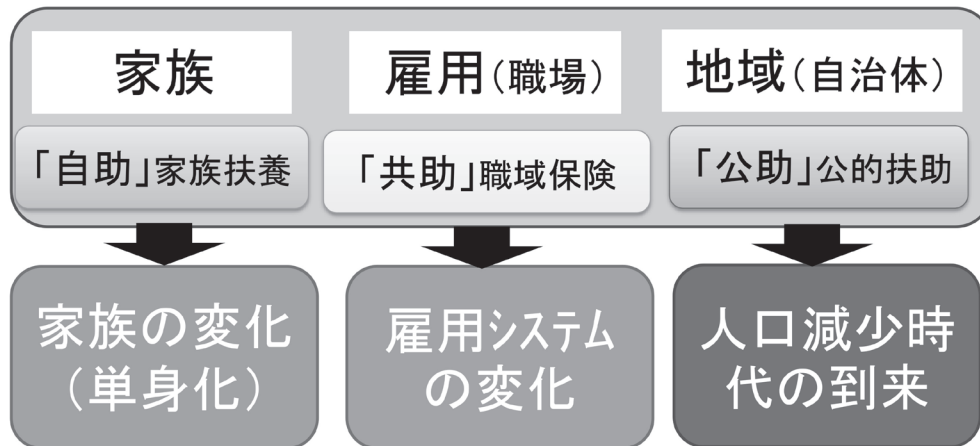 家族
雇用（職場）
地域（自治体）
「自助」家族扶養
「共助」職域保険
「公助」公的扶助
家族の変化
（単身化）
雇用システム
の変化
人口減少時
代の到来